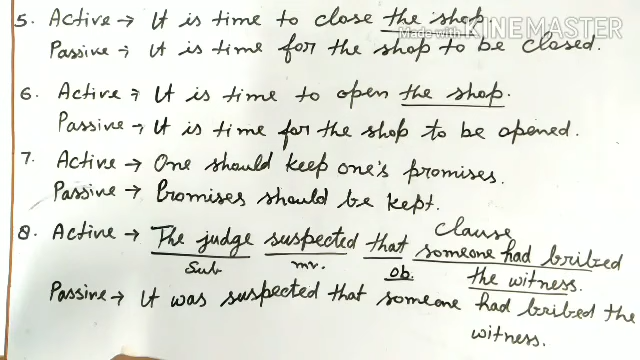 5. Active → It is time to close the shop
Made with KINEMASTER
Passive → It is time for the shop to be closed.
6. Active → It is time to open the shop.
Passive → It is time for the shop to be opened.
7. Active → One should keep one's promises.
Passive → Promises should be kept.
Clause
8. Active → The judge suspected that someone had bribed
Sub mv. ob. the witness.
Passive → It was suspected that someone had bribed the
witness.